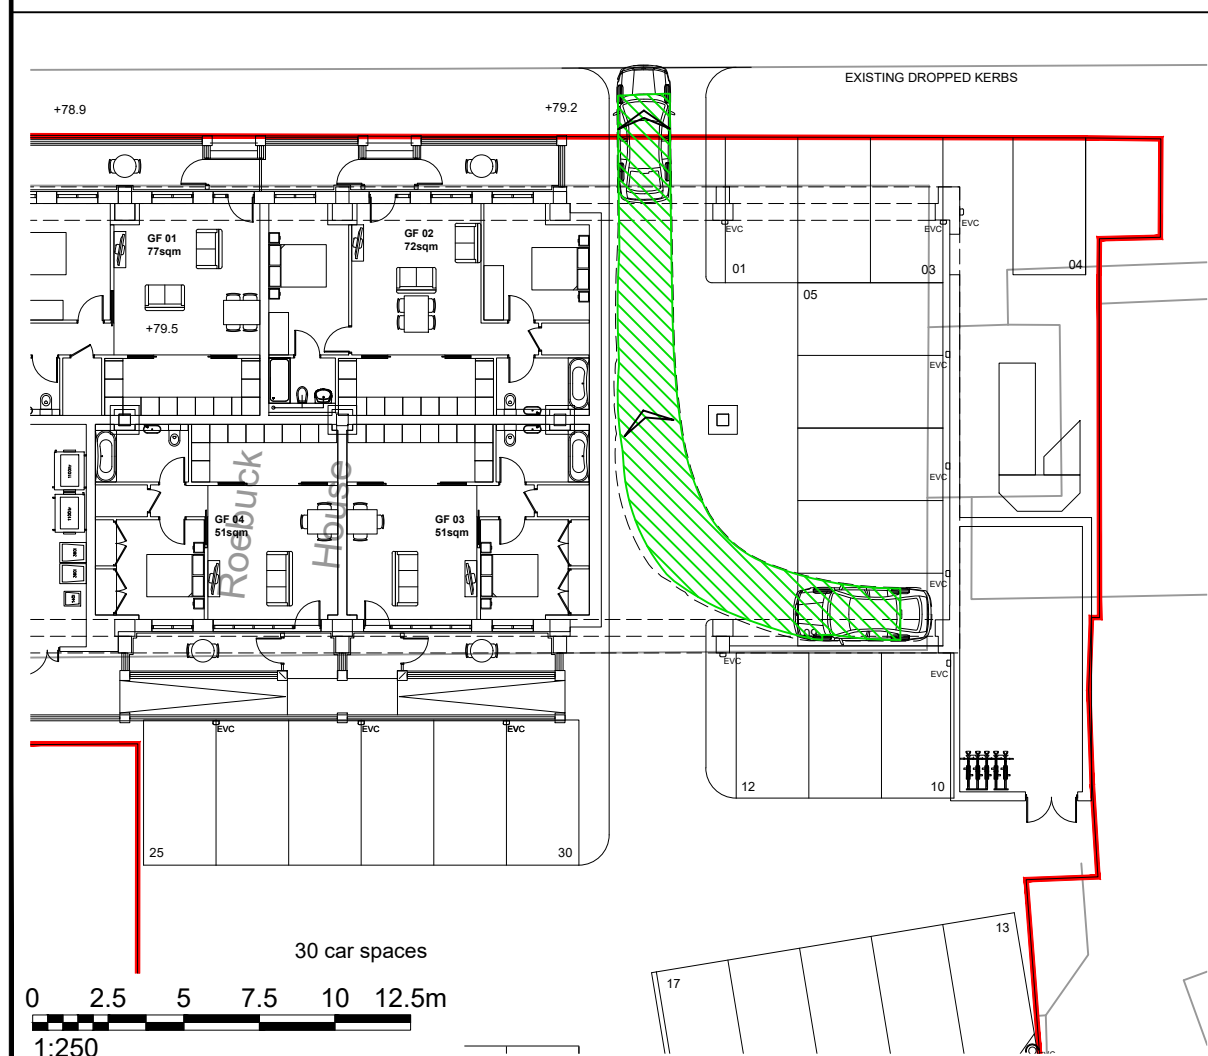 EXISTING DROPPED KERBS
+78.9
+79.2
GF 01
77sqm
GF 02
72sqm
+79.5
EVC
EVC
EVC
01
03
04
05
EVC
EVC
EVC
Roebuck
House
GF 04
51sqm
GF 03
51sqm
EVC
EVC
12
10
EVC
EVC
EVC
25
30
13
17
30 car spaces
0 2.5 5 7.5 10 12.5m
1:250